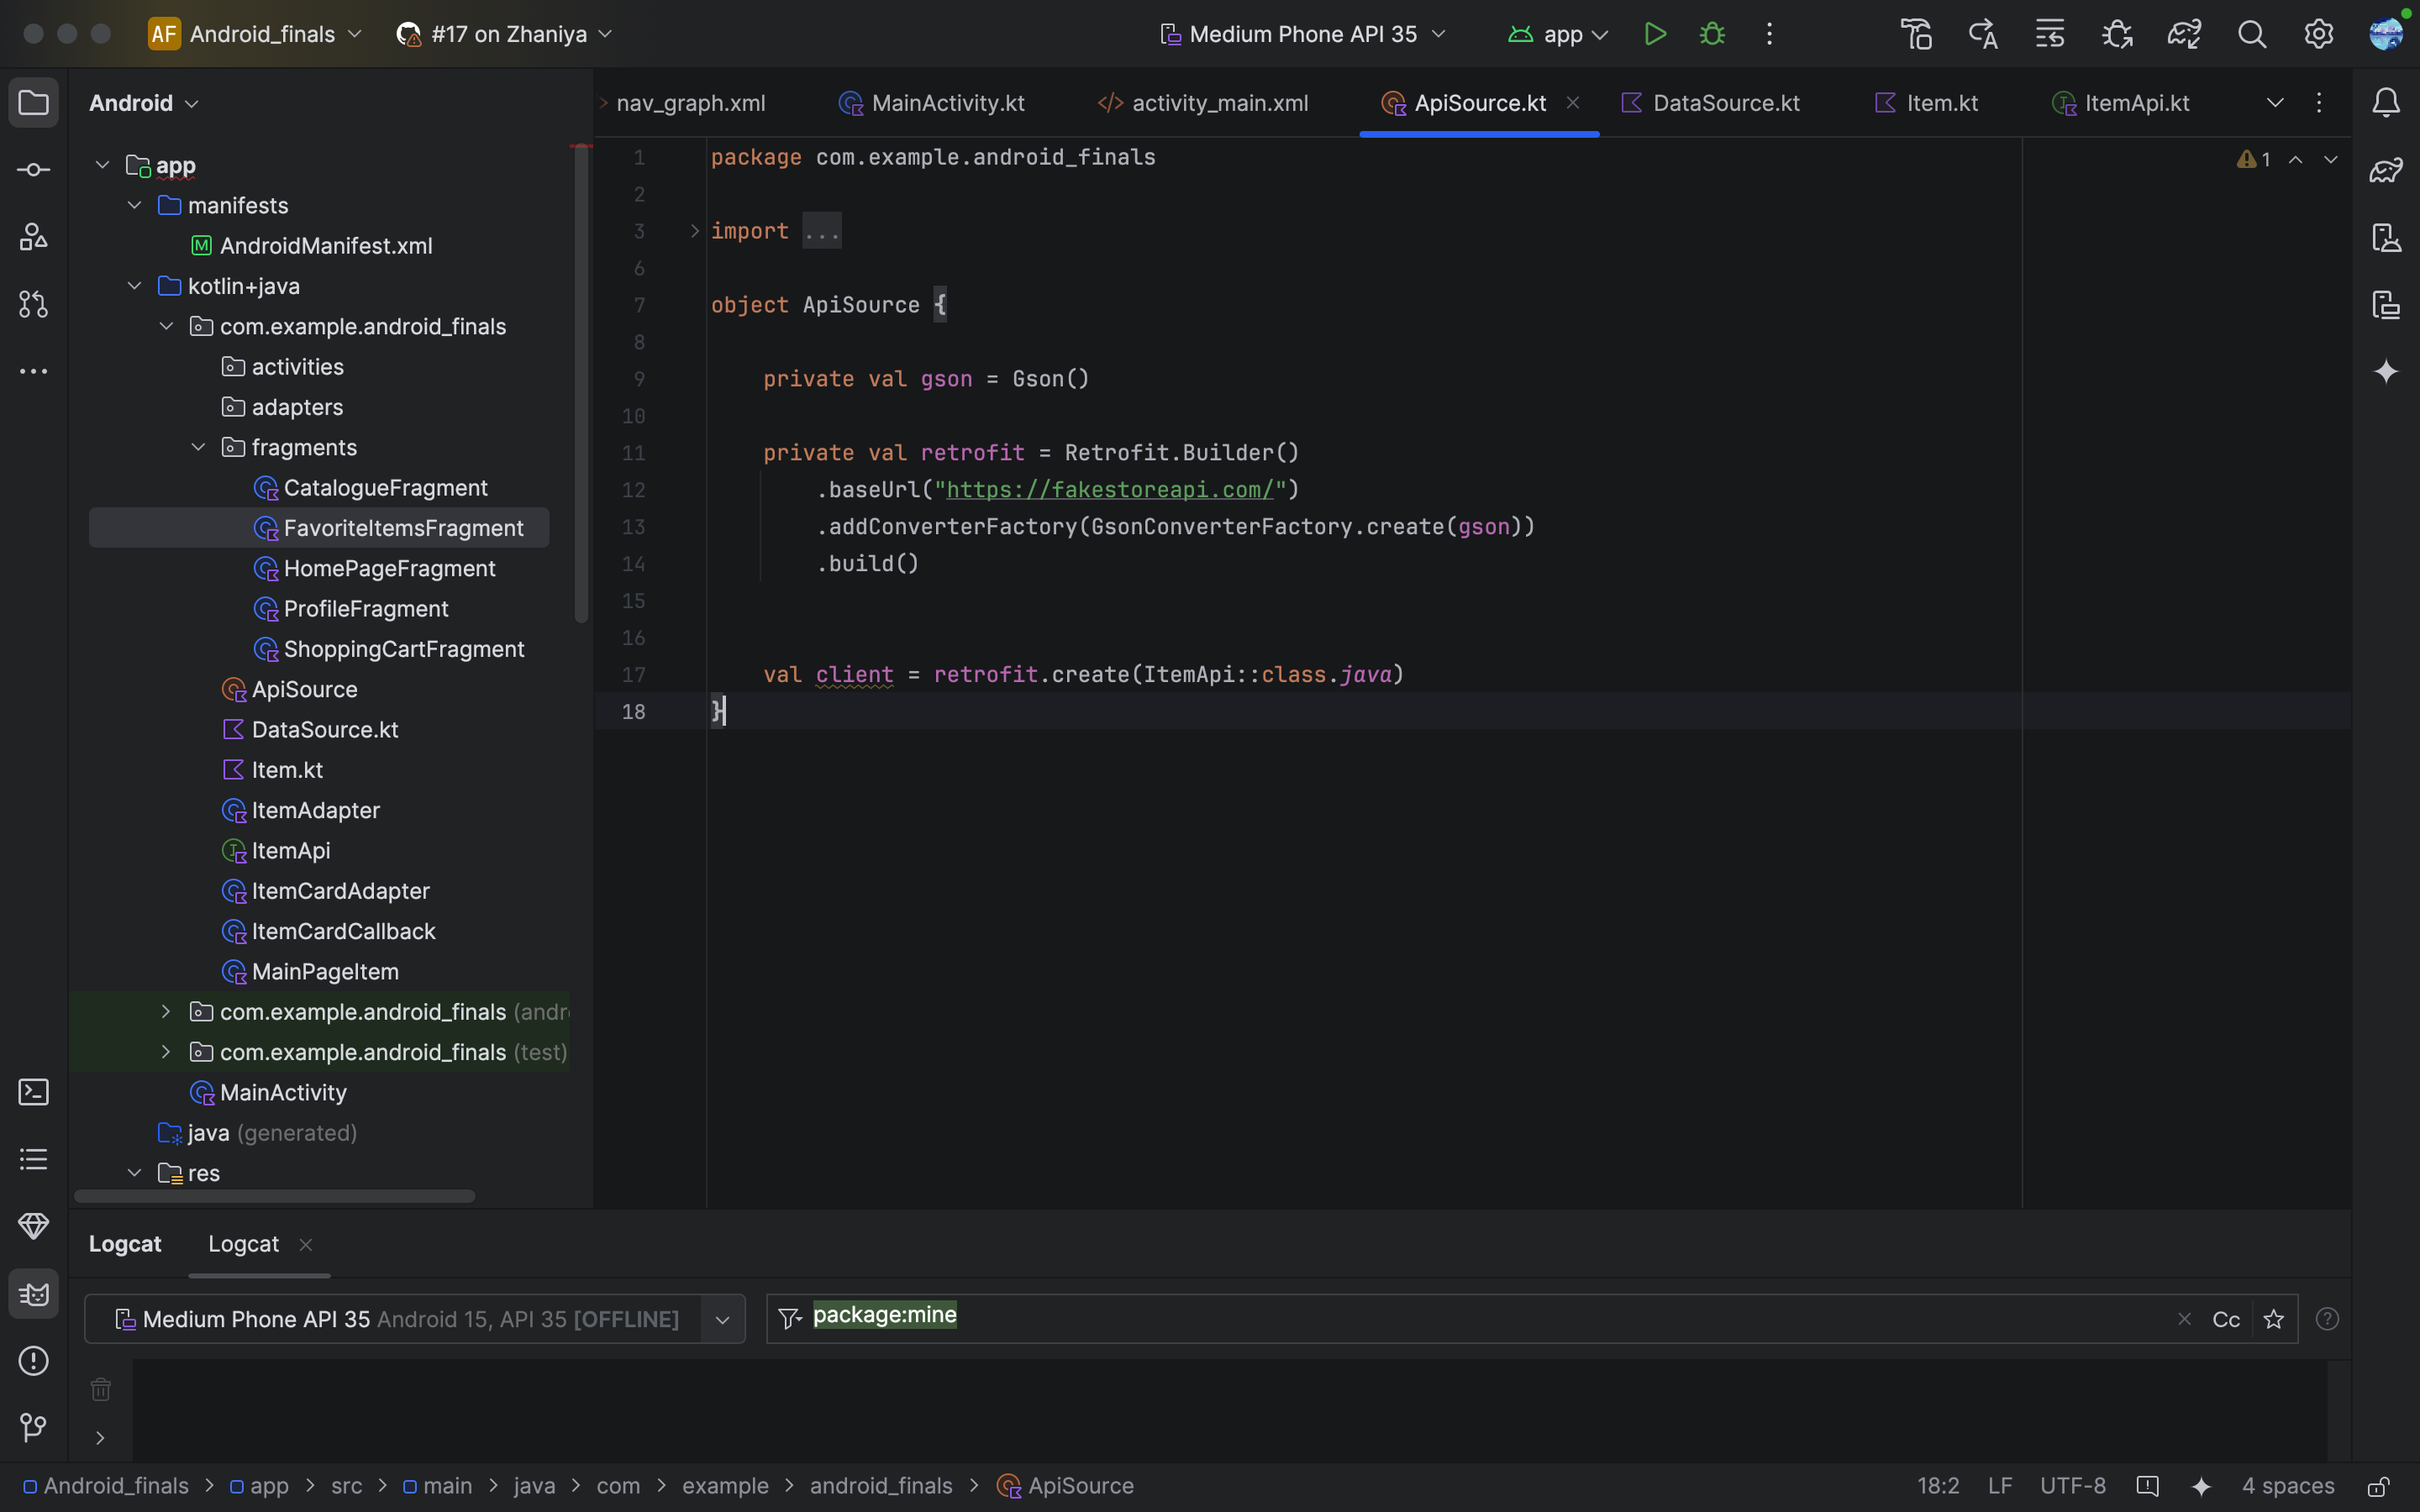 AF Android_finals #17 on Zhaniya Medium Phone API 35 app
Android
nav_graph.xml MainActivity.kt activity_main.xml ApiSource.kt DataSource.kt Item.kt ItemApi.kt
app
manifests
AndroidManifest.xml
kotlin+java
com.example.android_finals
activities
adapters
fragments
CatalogueFragment
FavoriteItemsFragment
HomePageFragment
ProfileFragment
ShoppingCartFragment
ApiSource
DataSource.kt
Item.kt
ItemAdapter
ItemApi
ItemCardAdapter
ItemCardCallback
MainPageItem
com.example.android_finals (andr
com.example.android_finals (test)
MainActivity
java (generated)
res
1 package com.example.android_finals
2
3 import ...
6
7 object ApiSource {
8
9 private val gson = Gson()
10
11 private val retrofit = Retrofit.Builder()
12 .baseUrl("https://fakestoreapi.com/")
13 .addConverterFactory(GsonConverterFactory.create(gson))
14 .build()
15
16
17 val client = retrofit.create(ItemApi::class.java)
18 }
1
Logcat Logcat
Medium Phone API 35 Android 15, API 35 [OFFLINE] package:mine Cc
Android_finals > app > src > main > java > com > example > android_finals > ApiSource 18:2 LF UTF-8 4 spaces